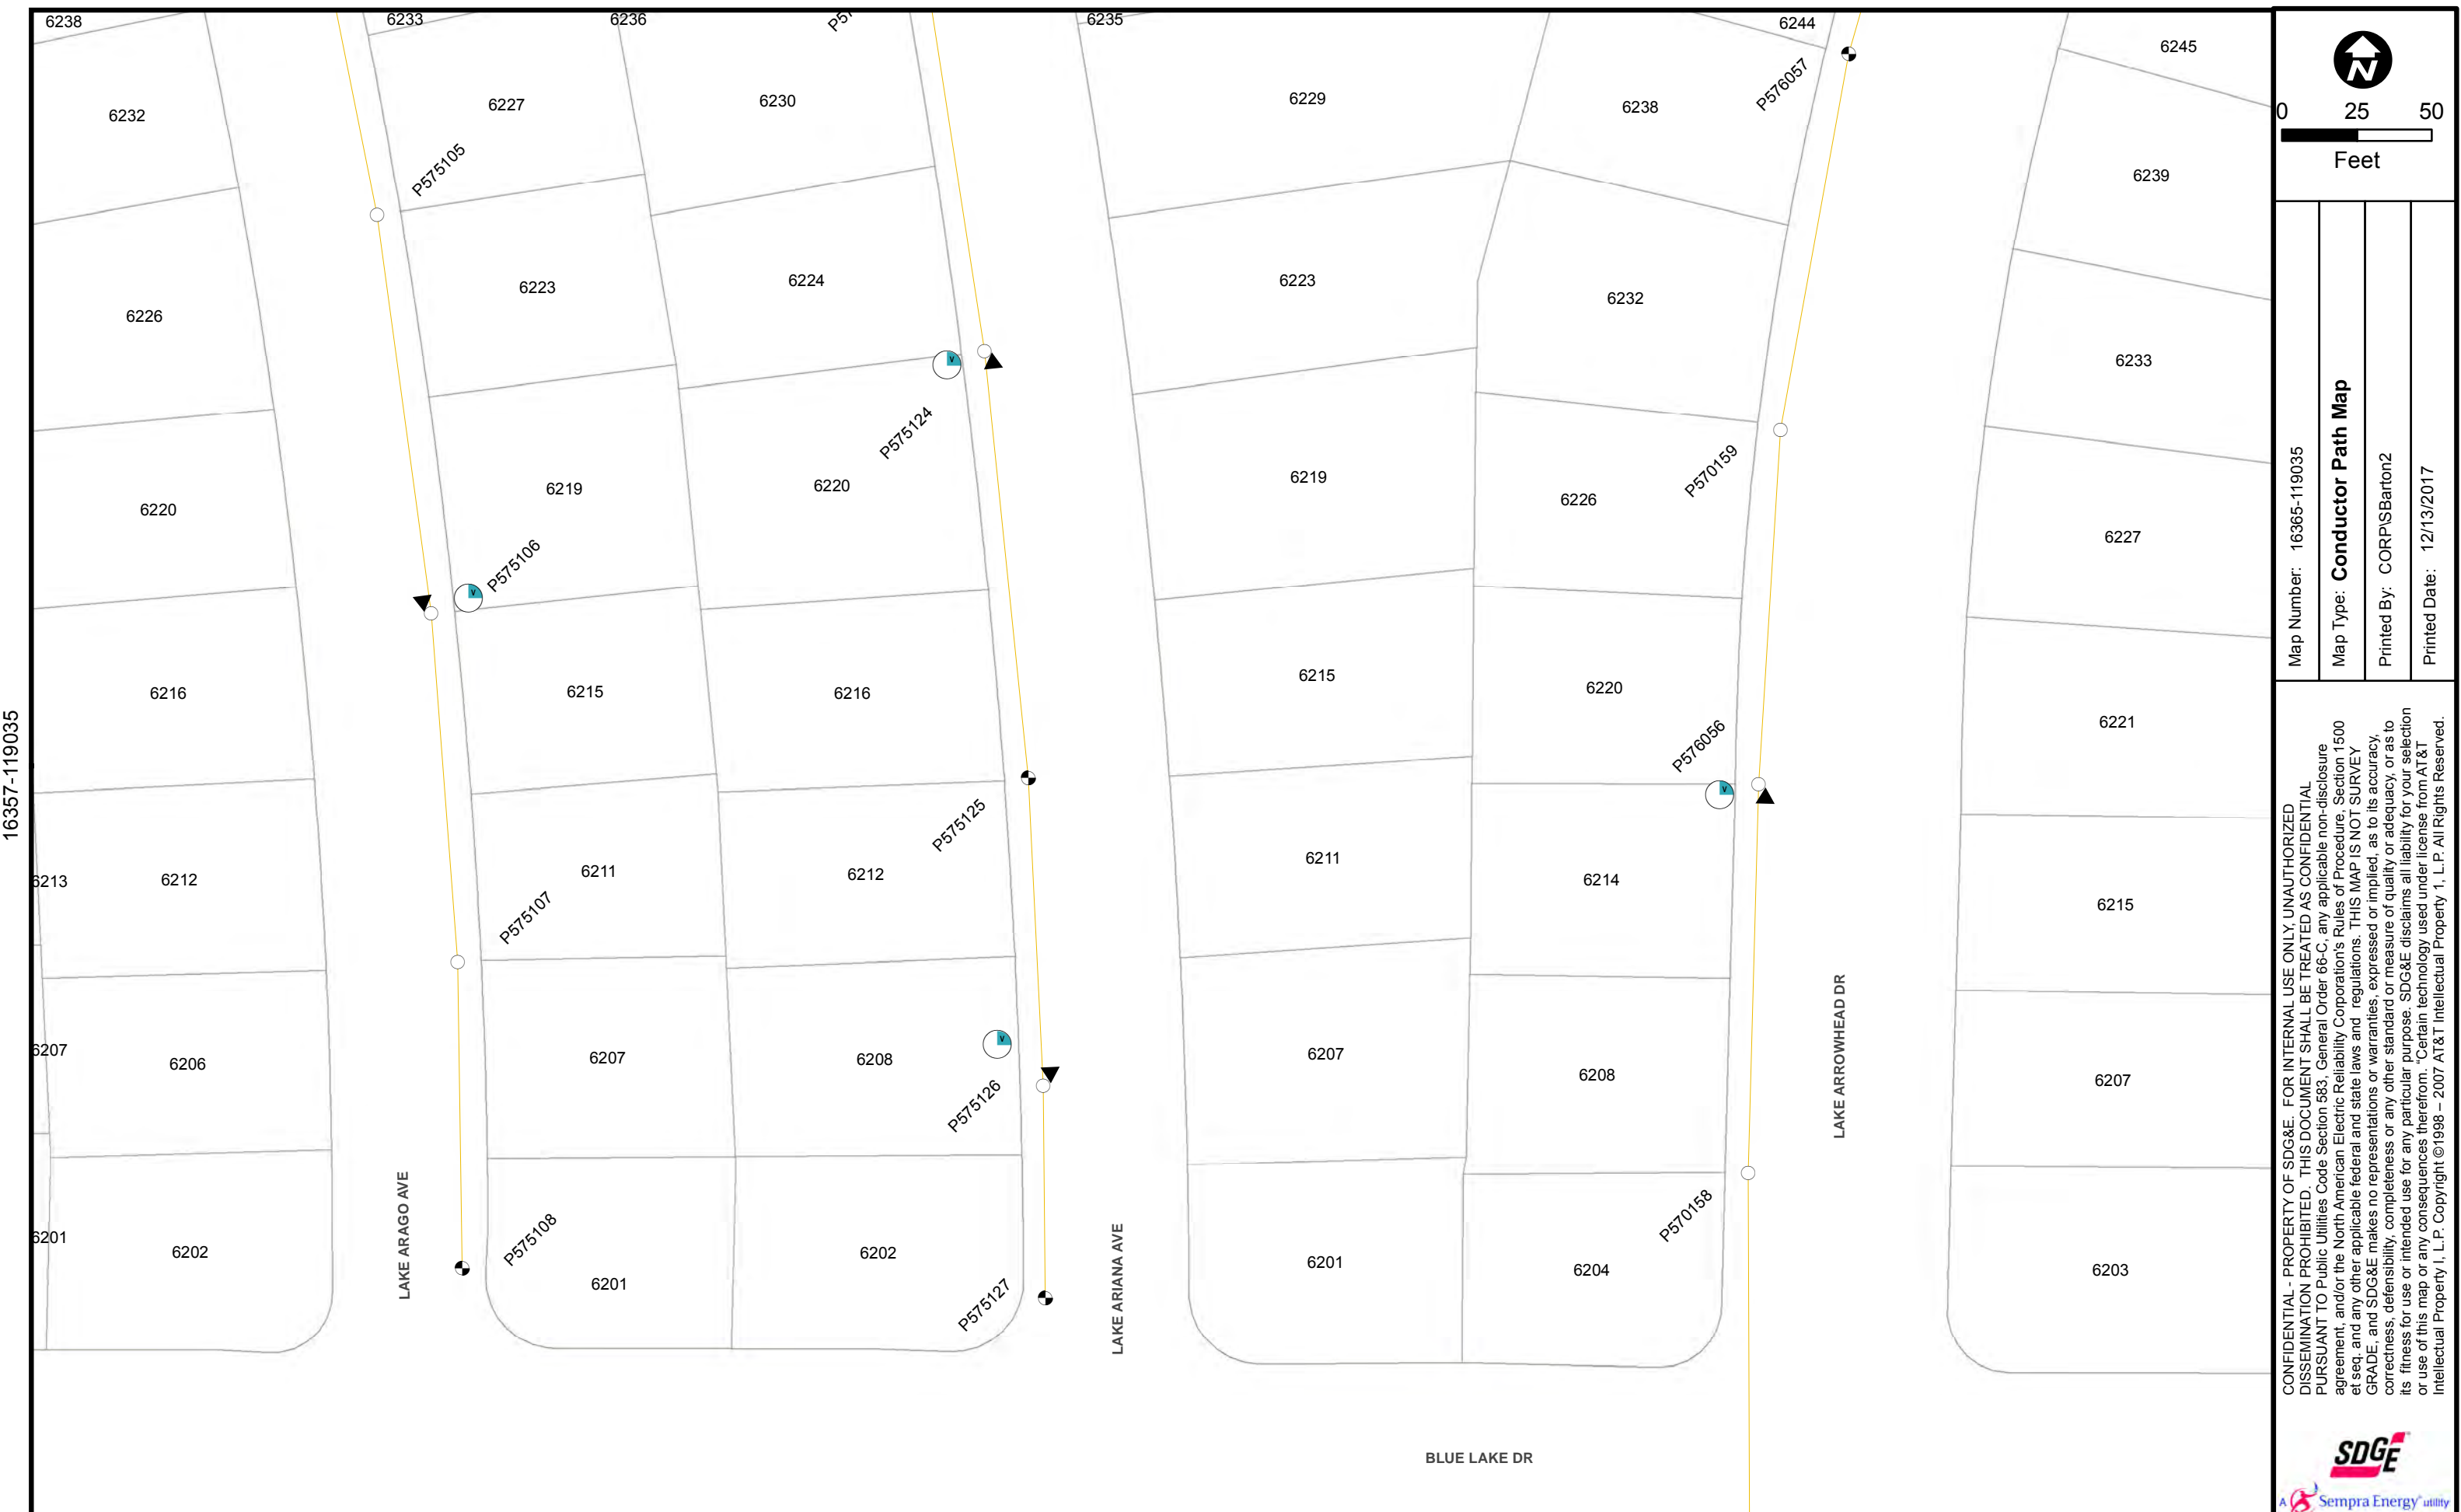 6238
6233
6236
P57
6235
6244
6245
6232
6227
6230
6229
6238
P576057
6239
P575105
6226
6223
6224
6223
6232
6233
P575124
6220
6219
6220
6219
6226
P570159
6227
P575106
6216
6215
6216
6215
6220
6221
P576056
P575125
6213
6212
6211
6212
6211
6214
6215
P575107
6207
6206
6207
6208
6207
6208
6207
P575126
6201
6202
P575108
6201
6202
P575127
6201
6204
P570158
6203
LAKE ARAGO AVE
LAKE ARIANA AVE
LAKE ARROWHEAD DR
BLUE LAKE DR
V
V
V
V
16357-119035
N
0 25 50
Feet
Map Number: 16365-119035
Map Type: Conductor Path Map
Printed By: CORP\SBarton2
Printed Date: 12/13/2017
CONFIDENTIAL - PROPERTY OF SDG&E. FOR INTERNAL USE ONLY, UNAUTHORIZED
DISSEMINATION PROHIBITED. THIS DOCUMENT SHALL BE TREATED AS CONFIDENTIAL
PURSUANT TO Public Utilities Code Section 583, General Order 66-C, any applicable non-disclosure
agreement, and/or the North American Electric Reliability Corporation's Rules of Procedure, Section 1500
et seq. and any other applicable federal and state laws and regulations. THIS MAP IS NOT SURVEY
GRADE, and SDG&E makes no representations or warranties, expressed or implied, as to its accuracy,
correctness, defensibility, completeness or any other standard or measure of quality or adequacy, or as to
its fitness for use or intended use for any particular purpose. SDG&E disclaims all liability for your selection
or use of this map or any consequences therefrom. "Certain technology used under license from AT&T
Intellectual Property I, L.P. Copyright ©1998 – 2007 AT&T Intellectual Property 1, L.P. All Rights Reserved.
SDGE
A Sempra Energy utility